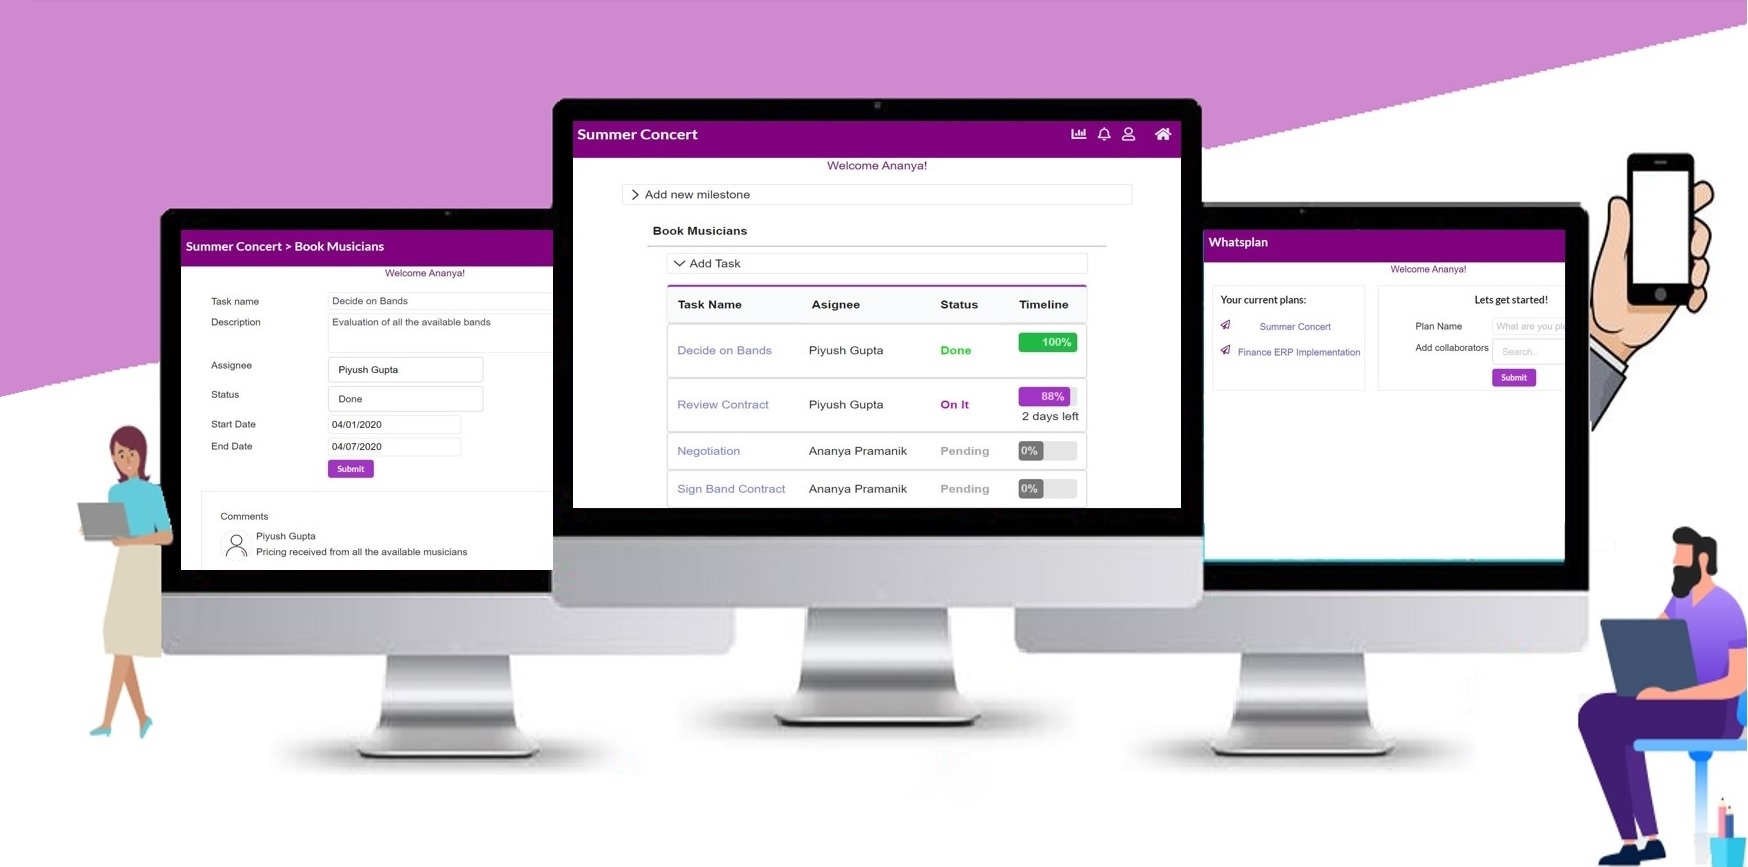 Summer Concert > Book Musicians
Welcome Ananya!
Task name
Decide on Bands
Description
Evaluation of all the available bands
Assignee
Piyush Gupta
Status
Done
Start Date
04/01/2020
End Date
04/07/2020
Submit
Comments
Piyush Gupta
Pricing received from all the available musicians
Summer Concert
Welcome Ananya!
Add new milestone
Book Musicians
Add Task
Task Name Asignee Status Timeline
Decide on Bands Piyush Gupta Done 100%
Review Contract Piyush Gupta On It 88%
2 days left
Negotiation Ananya Pramanik Pending 0%
Sign Band Contract Ananya Pramanik Pending 0%
Whatsplan
Welcome Ananya!
Your current plans:
Summer Concert
Finance ERP Implementation
Lets get started!
Plan Name
What are you pl
Add collaborators
Search..
Submit